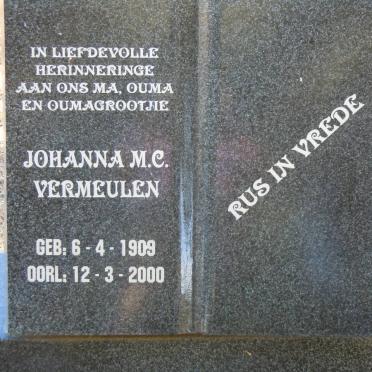 IN LIEFDEVOLLE
HERINNERINGE
AAN ONS MA, OUMA
EN OUMAGROOTJIE
JOHANNA M.C.
VERMEULEN
GEB: 6 - 4 - 1909
OORL: 12 - 3 - 2000
RUS IN VREDE